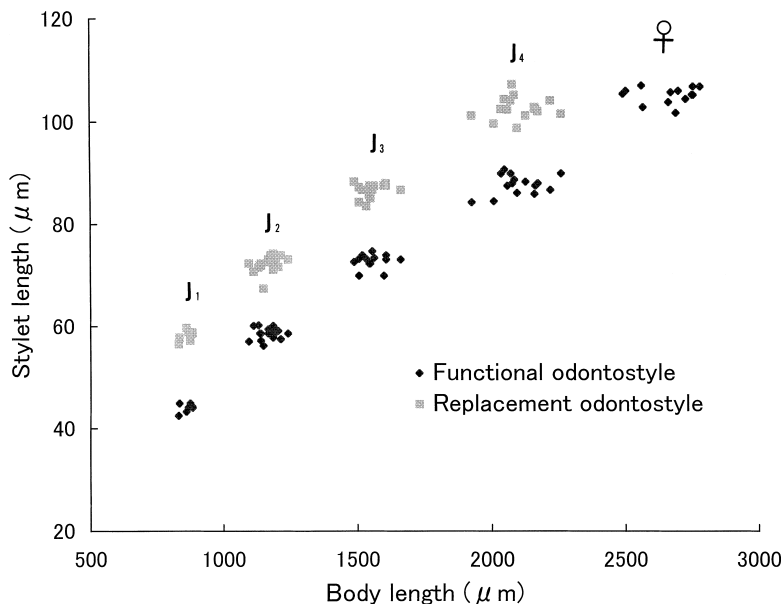 120
100
80
60
40
20
Stylet length (μm)
J₁
J₂
J₃
J₄
♀
Functional odontostyle
Replacement odontostyle
500 1000 1500 2000 2500 3000
Body length (μm)